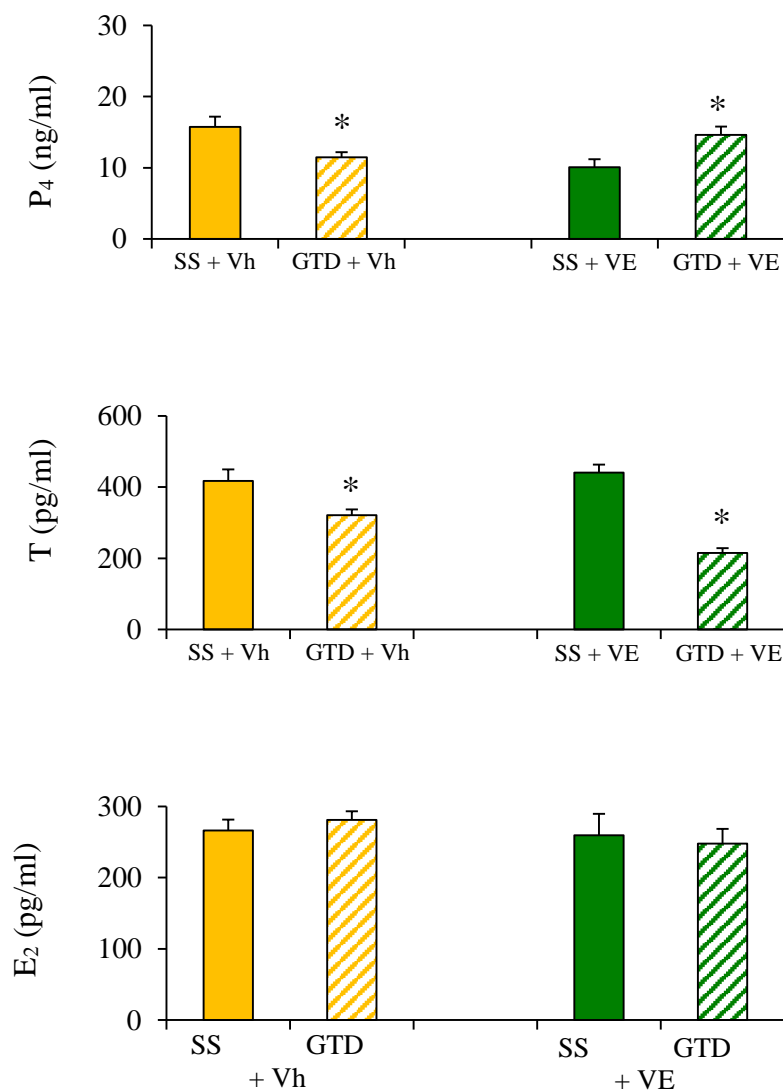 P₄ (ng/ml)
30
20
10
0
*
*
SS + Vh GTD + Vh SS + VE GTD + VE
T (pg/ml)
600
400
200
0
*
*
SS + Vh GTD + Vh SS + VE GTD + VE
E₂ (pg/ml)
300
200
100
0
SS GTD SS GTD
+ Vh + VE